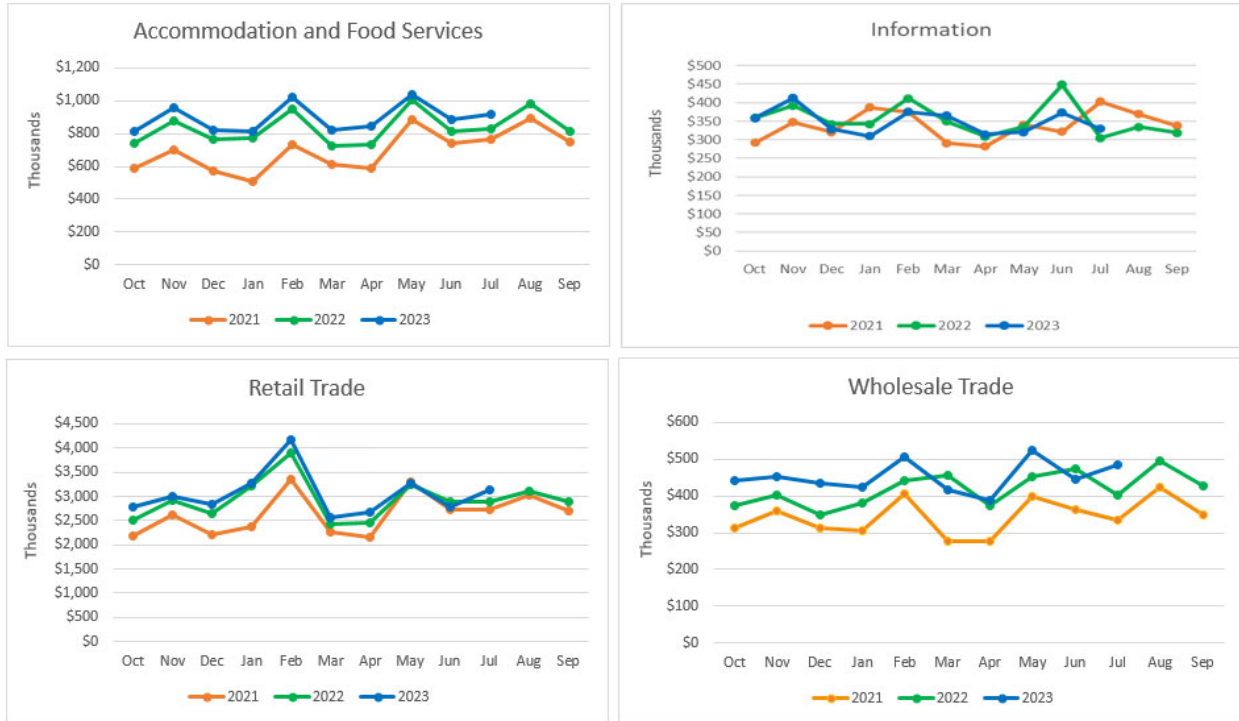 Accommodation and Food Services
$1,200
$1,000
$800
$600
$400
$200
$0
Thousands
Oct Nov Dec Jan Feb Mar Apr May Jun Jul Aug Sep
2021 2022 2023
Information
$500
$450
$400
$350
$300
$250
$200
$150
$100
$50
$0
Thousands
Oct Nov Dec Jan Feb Mar Apr May Jun Jul Aug Sep
2021 2022 2023
Retail Trade
$4,500
$4,000
$3,500
$3,000
$2,500
$2,000
$1,500
$1,000
$500
$0
Thousands
Oct Nov Dec Jan Feb Mar Apr May Jun Jul Aug Sep
2021 2022 2023
Wholesale Trade
$600
$500
$400
$300
$200
$100
$0
Thousands
Oct Nov Dec Jan Feb Mar Apr May Jun Jul Aug Sep
2021 2022 2023